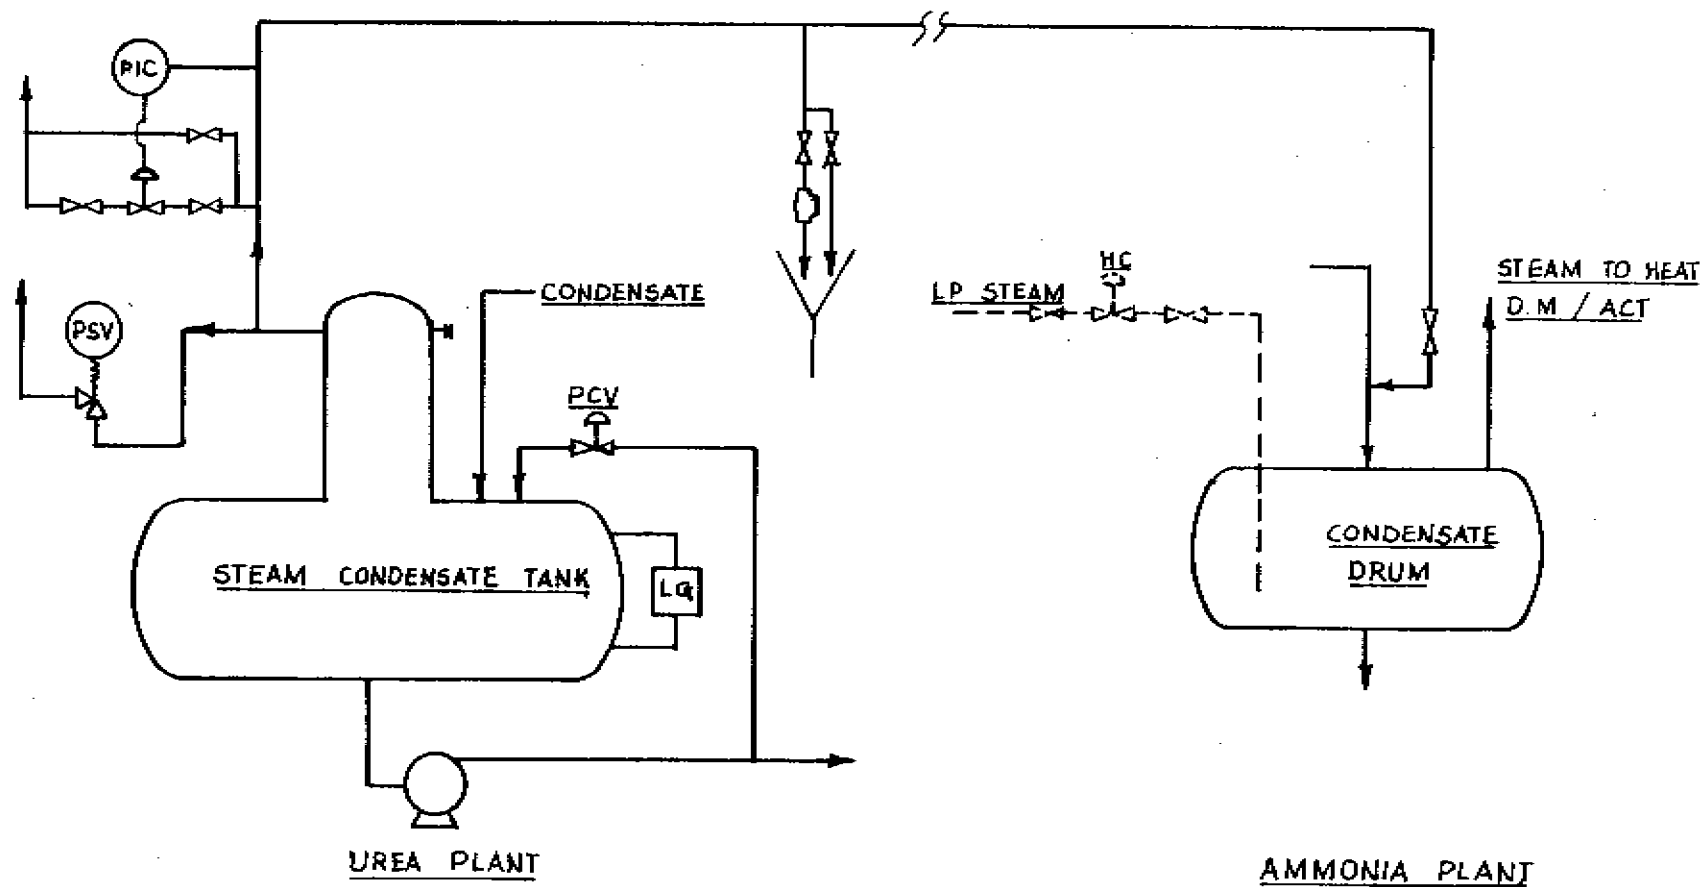 PIC
PSV
CONDENSATE
PCV
HC
LP STEAM
STEAM TO HEAT
D.M / ACT
STEAM CONDENSATE TANK
LG
CONDENSATE
DRUM
UREA PLANT
AMMONIA PLANT